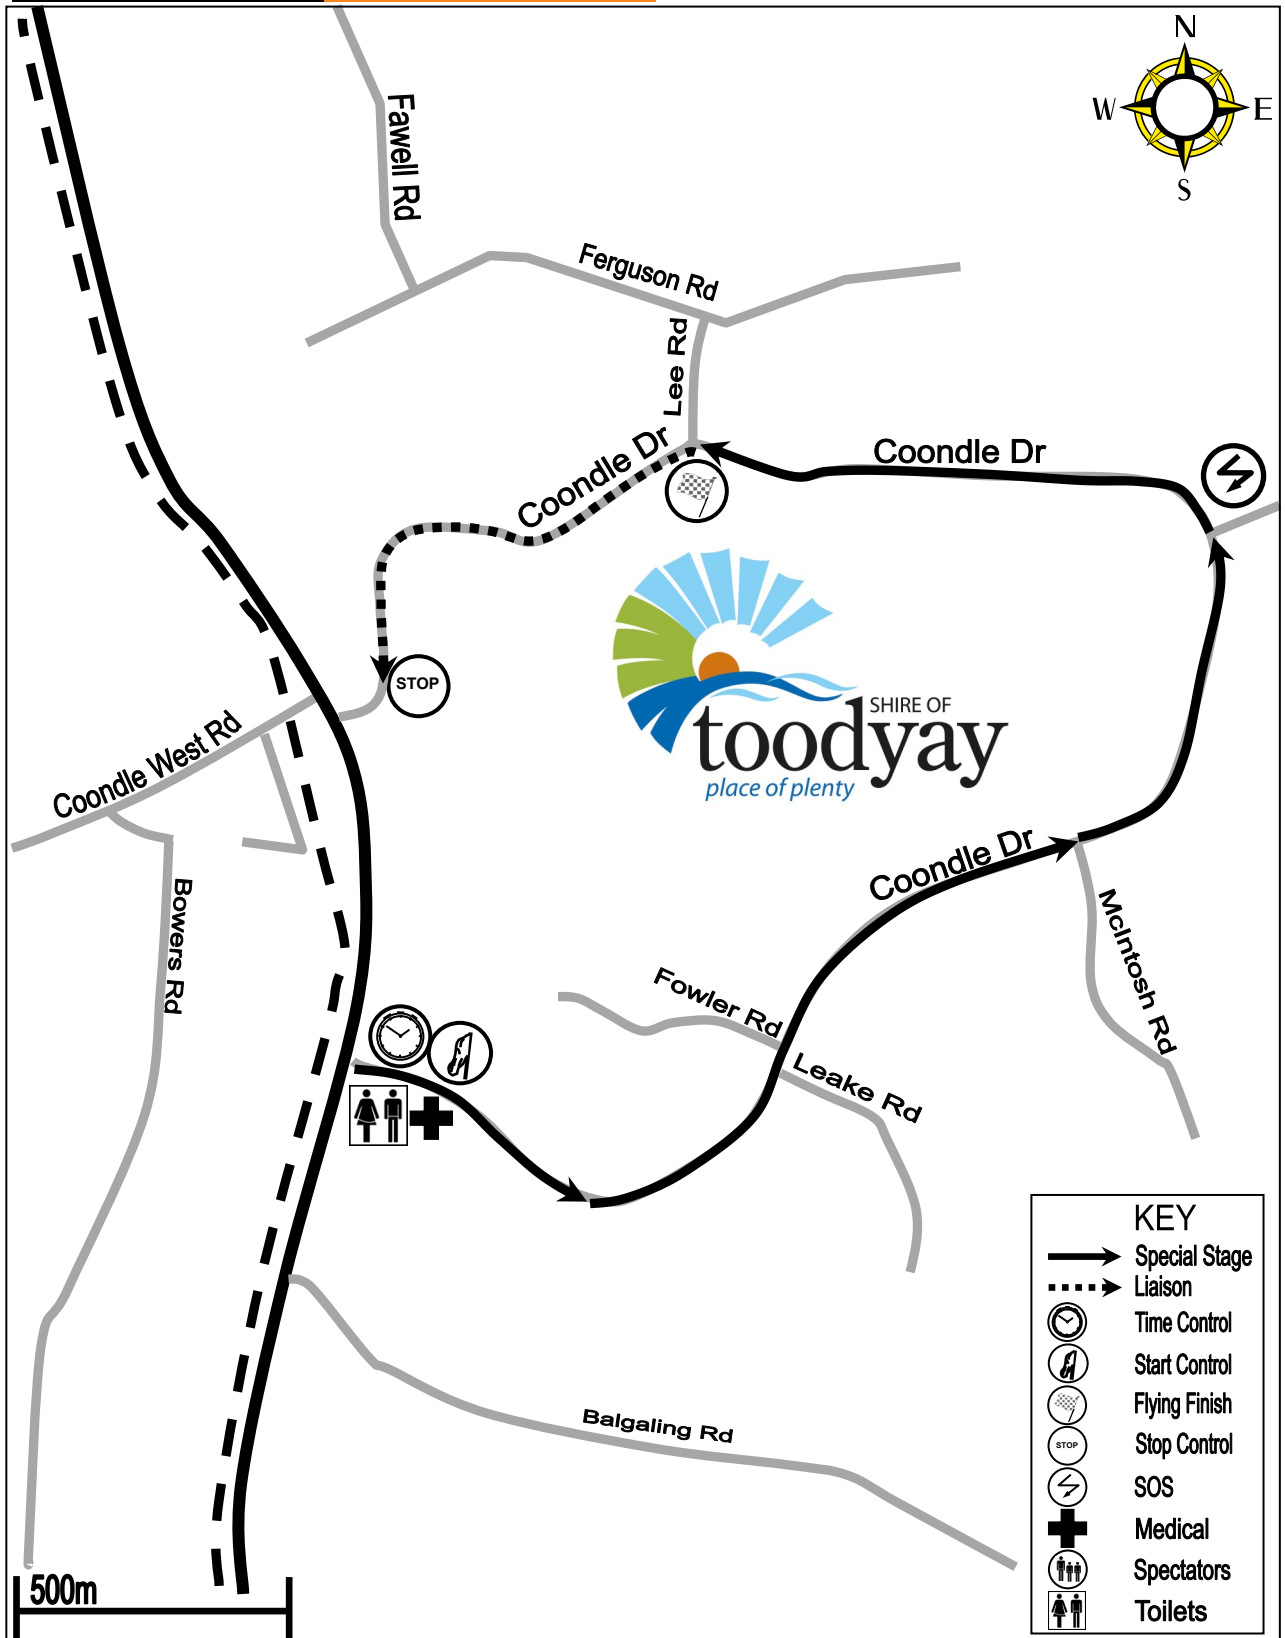 N
W
E
S
Fawell Rd
Ferguson Rd
Lee Rd
Coondle Dr
Coondle Dr
STOP
SHIRE OF
toodyay
place of plenty
Coondle West Rd
Bowers Rd
Coondle Dr
McIntosh Rd
Fowler Rd
Leake Rd
Balgaling Rd
500m
KEY
Special Stage
Liaison
Time Control
Start Control
Flying Finish
STOP
Stop Control
SOS
Medical
Spectators
Toilets